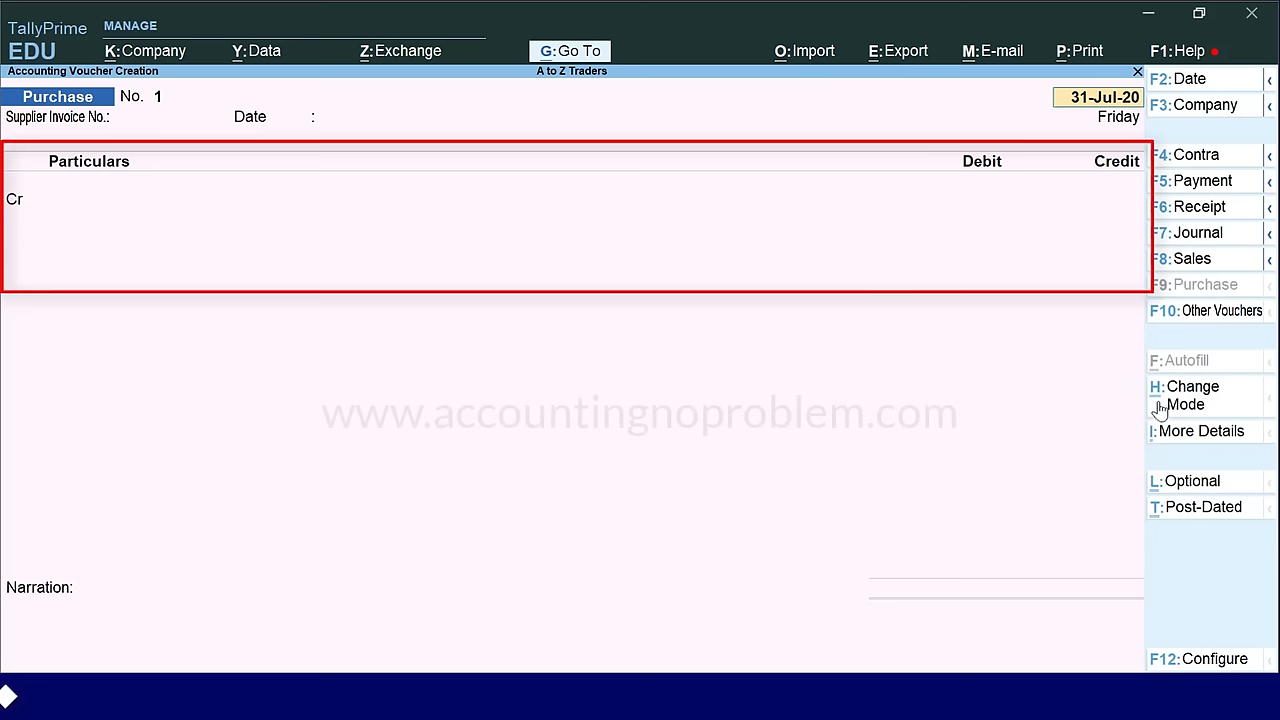 TallyPrime
MANAGE
EDU
K:Company
Y:Data
Z:Exchange
G:Go To
O:Import
E:Export
M:E-mail
P:Print
F1:Help
Accounting Voucher Creation
A to Z Traders
F2:Date
Purchase
No. 1
31-Jul-20
F3:Company
Supplier Invoice No.:
Date :
Friday
Particulars
Debit
Credit
F4:Contra
F5:Payment
Cr
F6:Receipt
F7:Journal
F8:Sales
F9:Purchase
F10:Other Vouchers
F:Autofill
H:Change
Mode
www.accountingnoproblem.com
I:More Details
L:Optional
T:Post-Dated
Narration:
F12:Configure